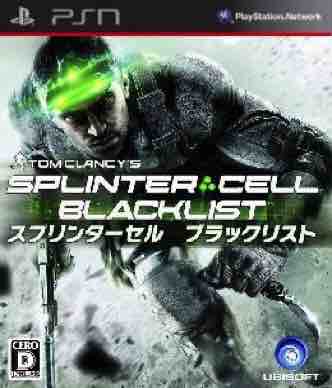 PSN
PlayStation Network
TOM CLANCY'S
SPLINTER CELL
BLACKLIST
スプリンターセル ブラックリスト
CERO
D
UBISOFT